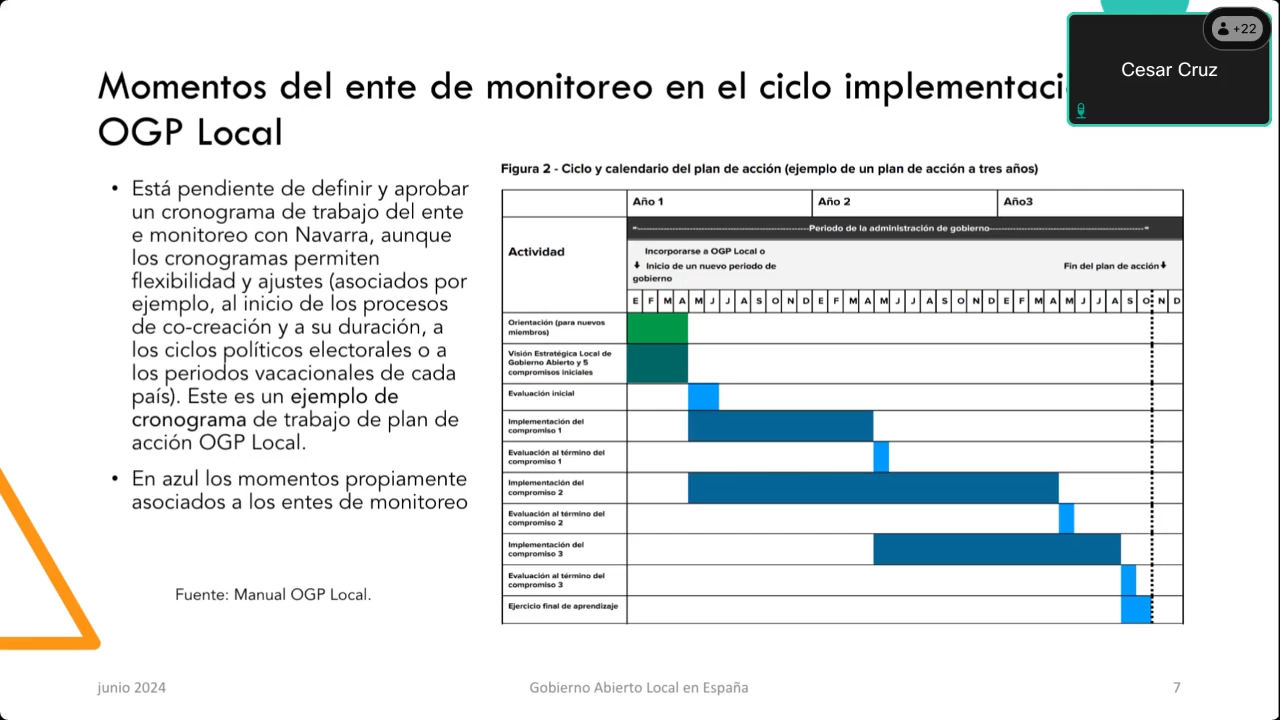 +22
Cesar Cruz
Momentos del ente de monitoreo en el ciclo implementaci
OGP Local
• Está pendiente de definir y aprobar
un cronograma de trabajo del ente
e monitoreo con Navarra, aunque
los cronogramas permiten
flexibilidad y ajustes (asociados por
ejemplo, al inicio de los procesos
de co-creación y a su duración, a
los ciclos políticos electorales o a
los periodos vacacionales de cada
país). Este es un ejemplo de
cronograma de trabajo de plan de
acción OGP Local.
• En azul los momentos propiamente
asociados a los entes de monitoreo
Fuente: Manual OGP Local.
Figura 2 - Ciclo y calendario del plan de acción (ejemplo de un plan de acción a tres años)
Año 1 Año 2 Año3
Periodo de la administración de gobierno
Actividad
Incorporarse a OGP Local o
Inicio de un nuevo periodo de
gobierno
Fin del plan de acción
E F M A M J J A S O N D E F M A M J J A S O N D E F M A M J J A S O N D
Orientación (para nuevos
miembros)
Visión Estratégica Local de
Gobierno Abierto y 5
compromisos iniciales
Evaluación inicial
Implementación del
compromiso 1
Evaluación al término del
compromiso 1
Implementación del
compromiso 2
Evaluación al término del
compromiso 2
Implementación del
compromiso 3
Evaluación al término del
compromiso 3
Ejercicio final de aprendizaje
junio 2024
Gobierno Abierto Local en España
7